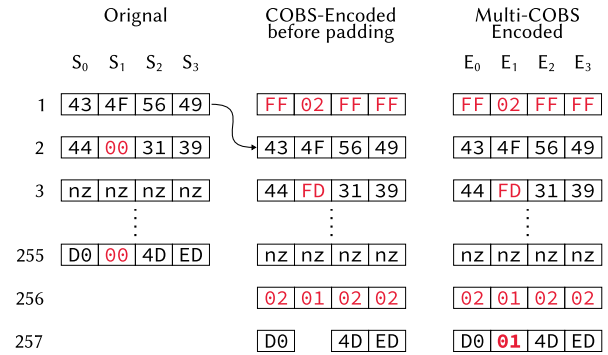 Orignal COBS-Encoded before padding Multi-COBS Encoded
S0 S1 S2 S3 E0 E1 E2 E3
1 43 4F 56 49 FF 02 FF FF FF 02 FF FF
2 44 00 31 39 43 4F 56 49 43 4F 56 49
3 nz nz nz nz 44 FD 31 39 44 FD 31 39
255 D0 00 4D ED nz nz nz nz nz nz nz nz
256 02 01 02 02 02 01 02 02
257 D0 4D ED D0 01 4D ED